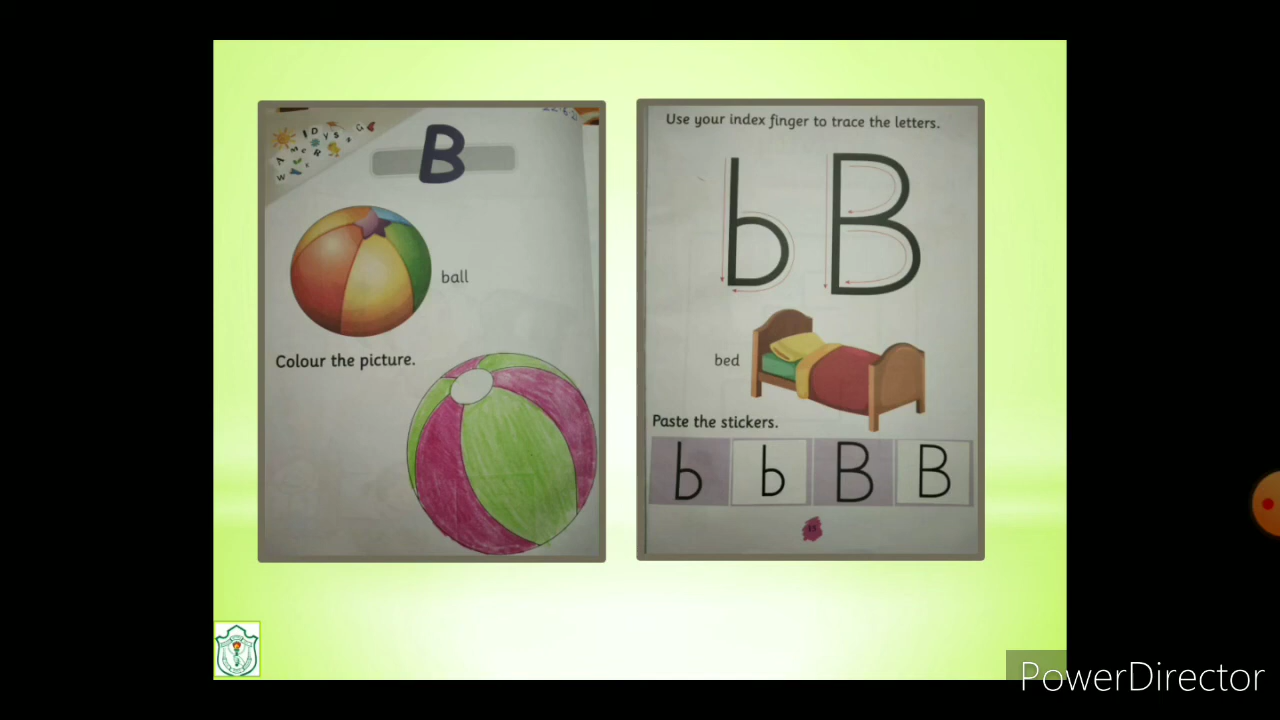 B
ball
Colour the picture.
Use your index finger to trace the letters.
b B
bed
Paste the stickers.
b b B B
PowerDirector